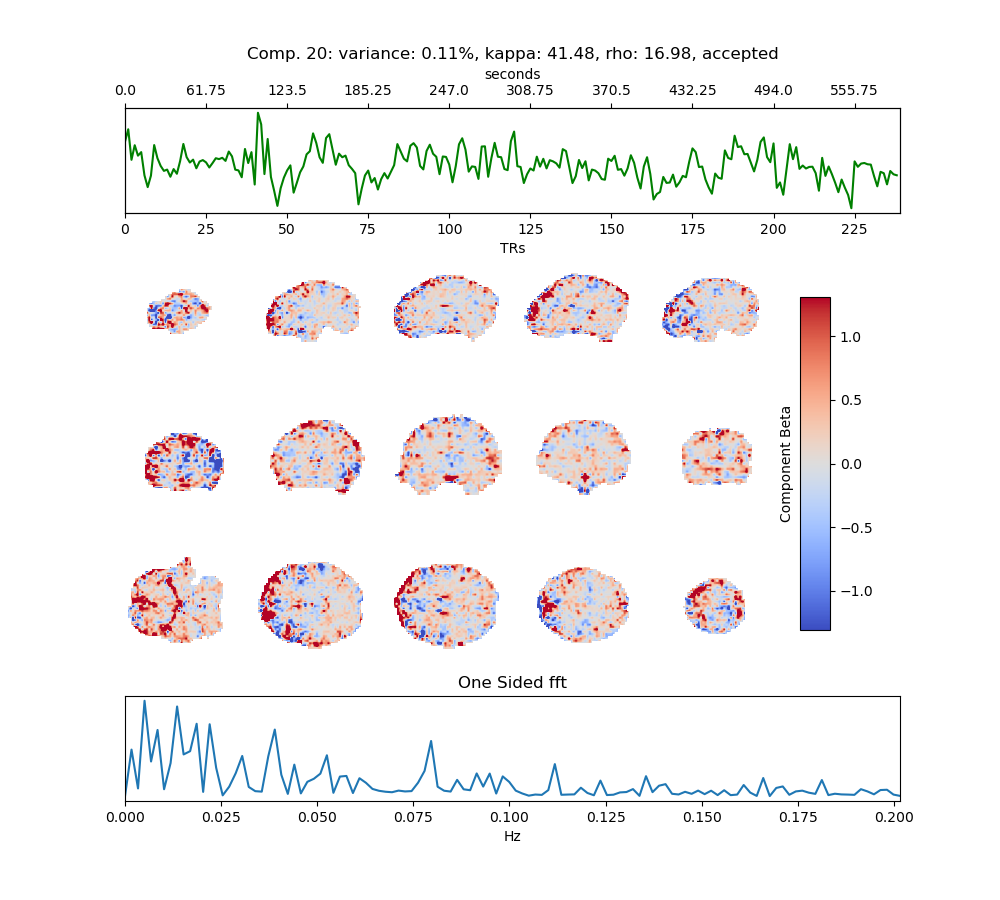 Comp. 20: variance: 0.11%, kappa: 41.48, rho: 16.98, accepted
seconds
0.0 61.75 123.5 185.25 247.0 308.75 370.5 432.25 494.0 555.75
0 25 50 75 100 125 150 175 200 225
TRs
1.0
0.5
0.0
−0.5
−1.0
Component Beta
One Sided fft
0.000 0.025 0.050 0.075 0.100 0.125 0.150 0.175 0.200
Hz